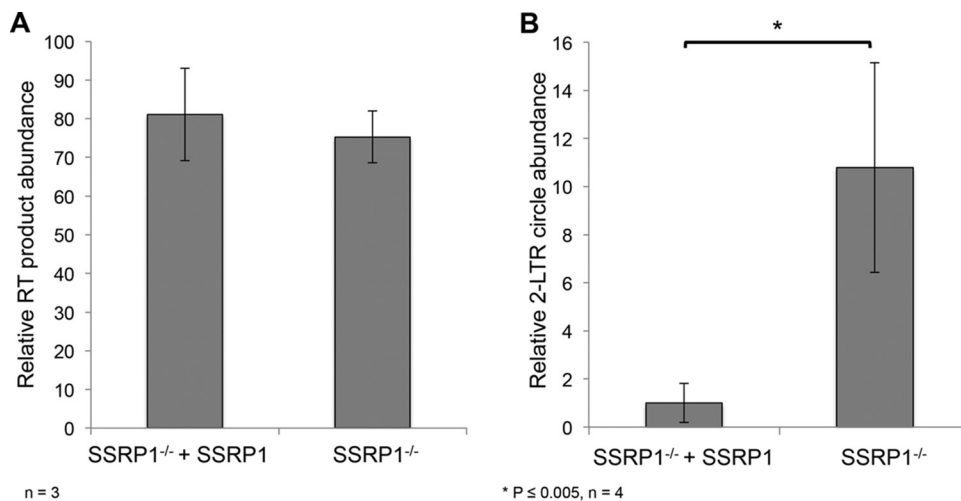 A
Relative RT product abundance
100
90
80
70
60
50
40
30
20
10
0
SSRP1-/- + SSRP1
SSRP1-/-
n = 3
B
*
Relative 2-LTR circle abundance
16
14
12
10
8
6
4
2
0
SSRP1-/- + SSRP1
SSRP1-/-
* P ≤ 0.005, n = 4